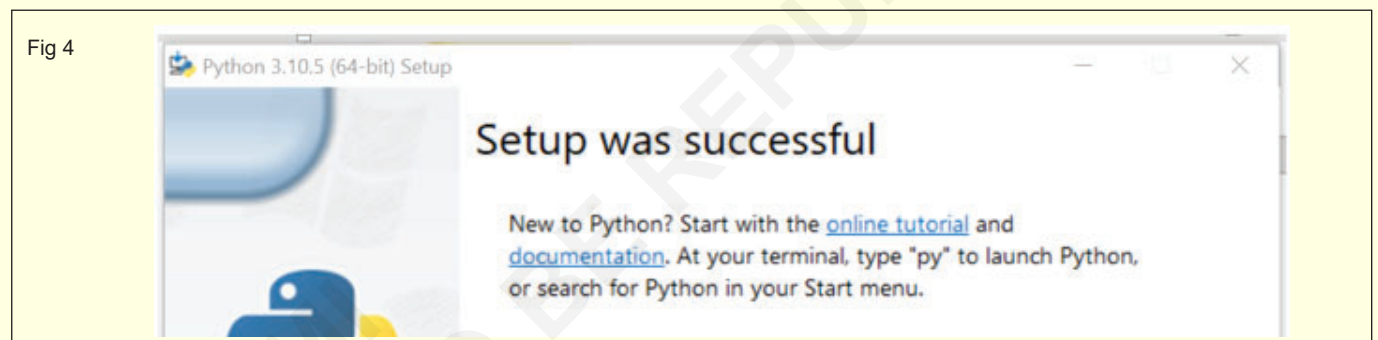 Fig 4
Python 3.10.5 (64-bit) Setup
Setup was successful
New to Python? Start with the online tutorial and
documentation. At your terminal, type "py" to launch Python,
or search for Python in your Start menu.
BE REPU